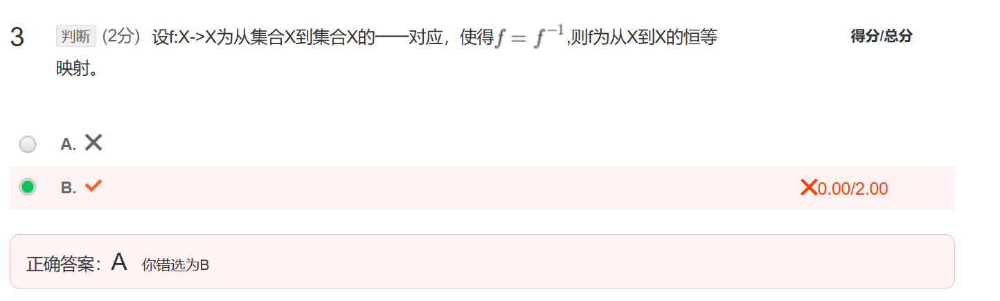 3 判断 (2分) 设f:X->X为从集合X到集合X的一一对应，使得f = f⁻¹,则f为从X到X的恒等 得分/总分
映射。
A. ✕
B. ✓ ✕0.00/2.00
正确答案：A 你错选为B